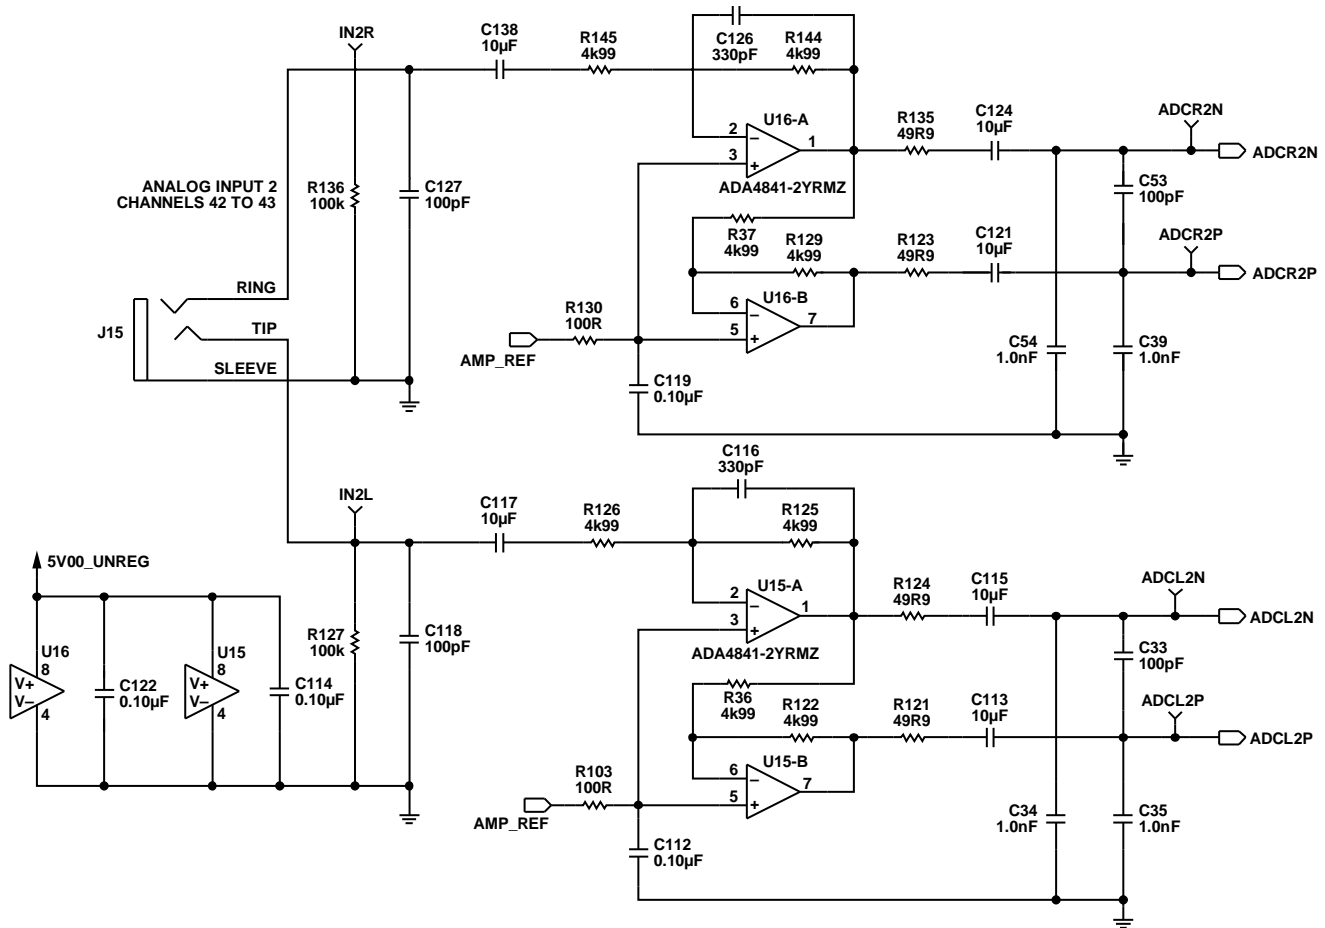 IN2R
C138
10µF
R145
4k99
C126
330pF
R144
4k99
U16-A
2
3
1
ADA4841-2YRMZ
R135
49R9
C124
10µF
ADCR2N
ADCR2N
ANALOG INPUT 2
CHANNELS 42 TO 43
R136
100k
C127
100pF
C53
100pF
R37
4k99
R129
4k99
R123
49R9
C121
10µF
ADCR2P
ADCR2P
RING
J15
TIP
SLEEVE
R130
100R
AMP_REF
U16-B
6
5
7
C119
0.10µF
C54
1.0nF
C39
1.0nF
C116
330pF
IN2L
C117
10µF
R126
4k99
R125
4k99
5V00_UNREG
U15-A
2
3
1
ADA4841-2YRMZ
R124
49R9
C115
10µF
ADCL2N
ADCL2N
U16
8
V+
V–
4
C122
0.10µF
U15
8
V+
V–
4
C114
0.10µF
R127
100k
C118
100pF
C33
100pF
R36
4k99
R122
4k99
R121
49R9
C113
10µF
ADCL2P
ADCL2P
U15-B
6
5
7
R103
100R
AMP_REF
C112
0.10µF
C34
1.0nF
C35
1.0nF